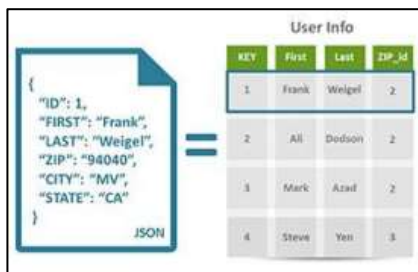 {
"ID": 1,
"FIRST": "Frank",
"LAST": "Weigel",
"ZIP": "94040",
"CITY": "MV",
"STATE": "CA"
}
JSON
=
User Info
KEY First Last ZIP_id
1 Frank Weigel 2
2 Ali Dodson 2
3 Mark Azad 2
4 Steve Yen 3